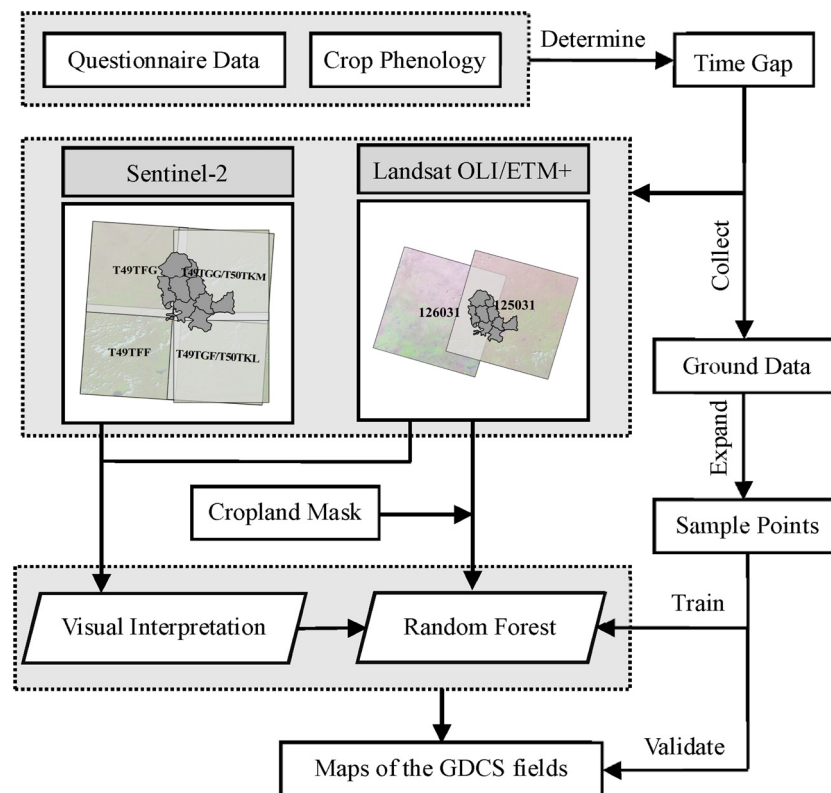 Questionnaire Data
Crop Phenology
Determine
Time Gap
Sentinel-2
Landsat OLI/ETM+
T49TFG
T49TGG/T50TKM
T49TFF
T49TGF/T50TKL
126031
125031
Collect
Ground Data
Expand
Cropland Mask
Sample Points
Visual Interpretation
Random Forest
Train
Maps of the GDCS fields
Validate